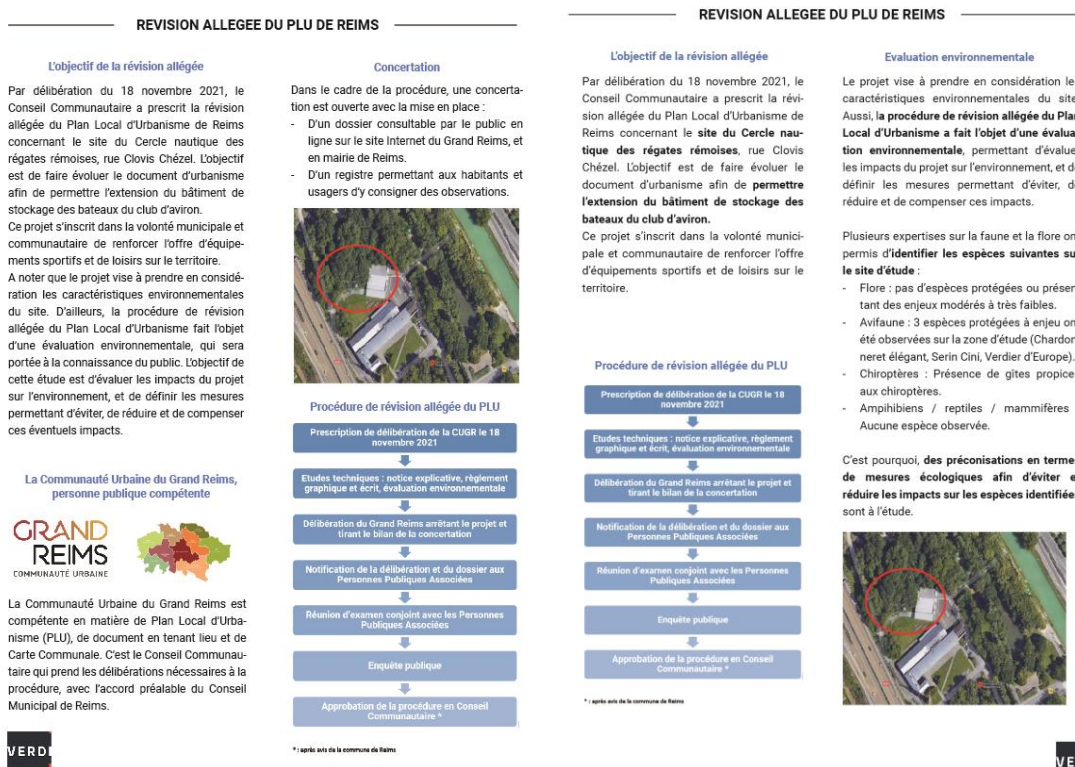 REVISION ALLEGEE DU PLU DE REIMS
L'objectif de la révision allégée
Par délibération du 18 novembre 2021, le
Conseil Communautaire a prescrit la révision
allégée du Plan Local d'Urbanisme de Reims
concernant le site du Cercle nautique des
régates rémoises, rue Clovis Chézel. L'objectif
est de faire évoluer le document d'urbanisme
afin de permettre l'extension du bâtiment de
stockage des bateaux du club d'aviron.
Ce projet s'inscrit dans la volonté municipale et
communautaire de renforcer l'offre d'équipe-
ments sportifs et de loisirs sur le territoire.
A noter que le projet vise à prendre en considé-
ration les caractéristiques environnementales
du site. D'ailleurs, la procédure de révision
allégée du Plan Local d'Urbanisme fait l'objet
d'une évaluation environnementale, qui sera
portée à la connaissance du public. L'objectif de
cette étude est d'évaluer les impacts du projet
sur l'environnement, et de définir les mesures
permettant d'éviter, de réduire et de compenser
ces éventuels impacts.
La Communauté Urbaine du Grand Reims,
personne publique compétente
GRAND
REIMS
COMMUNAUTÉ URBAINE
La Communauté Urbaine du Grand Reims est
compétente en matière de Plan Local d'Urba-
nisme (PLU), de document en tenant lieu et de
Carte Communale. C'est le Conseil Communau-
taire qui prend les délibérations nécessaires à la
procédure, avec l'accord préalable du Conseil
Municipal de Reims.
VERDI
Concertation
Dans le cadre de la procédure, une concerta-
tion est ouverte avec la mise en place :
- D'un dossier consultable par le public en
ligne sur le site Internet du Grand Reims, et
en mairie de Reims.
- D'un registre permettant aux habitants et
usagers d'y consigner des observations.
Procédure de révision allégée du PLU
Prescription de délibération de la CUGR le 18
novembre 2021
Etudes techniques : notice explicative, règlement
graphique et écrit, évaluation environnementale
Délibération du Grand Reims arrêtant le projet et
tirant le bilan de la concertation
Notification de la délibération et du dossier aux
Personnes Publiques Associées
Réunion d'examen conjoint avec les Personnes
Publiques Associées
Enquête publique
Approbation de la procédure en Conseil
Communautaire *
* : après avis de la commune de Reims
REVISION ALLEGEE DU PLU DE REIMS
L'objectif de la révision allégée
Par délibération du 18 novembre 2021, le
Conseil Communautaire a prescrit la révi-
sion allégée du Plan Local d'Urbanisme de
Reims concernant le site du Cercle nau-
tique des régates rémoises, rue Clovis
Chézel. L'objectif est de faire évoluer le
document d'urbanisme afin de permettre
l'extension du bâtiment de stockage des
bateaux du club d'aviron.
Ce projet s'inscrit dans la volonté munici-
pale et communautaire de renforcer l'offre
d'équipements sportifs et de loisirs sur le
territoire.
Procédure de révision allégée du PLU
Prescription de délibération de la CUGR le 18
novembre 2021
Etudes techniques : notice explicative, règlement
graphique et écrit, évaluation environnementale
Délibération du Grand Reims arrêtant le projet et
tirant le bilan de la concertation
Notification de la délibération et du dossier aux
Personnes Publiques Associées
Réunion d'examen conjoint avec les Personnes
Publiques Associées
Enquête publique
Approbation de la procédure en Conseil
Communautaire *
* : après avis de la commune de Reims
Evaluation environnementale
Le projet vise à prendre en considération le
caractéristiques environnementales du site
Aussi, la procédure de révision allégée du Plan
Local d'Urbanisme a fait l'objet d'une évalua
tion environnementale, permettant d'évalue
les impacts du projet sur l'environnement, et d
définir les mesures permettant d'éviter, d
réduire et de compenser ces impacts.
Plusieurs expertises sur la faune et la flore on
permis d'identifier les espèces suivantes su
le site d'étude :
- Flore : pas d'espèces protégées ou présen
tant des enjeux modérés à très faibles.
- Avifaune : 3 espèces protégées à enjeu on
été observées sur la zone d'étude (Chardon
neret élégant, Serin Cini, Verdier d'Europe).
- Chiroptères : Présence de gîtes propice
aux chiroptères.
- Ampihibiens / reptiles / mammifères
Aucune espèce observée.
C'est pourquoi, des préconisations en terme
de mesures écologiques afin d'éviter e
réduire les impacts sur les espèces identifiée
sont à l'étude.
VE